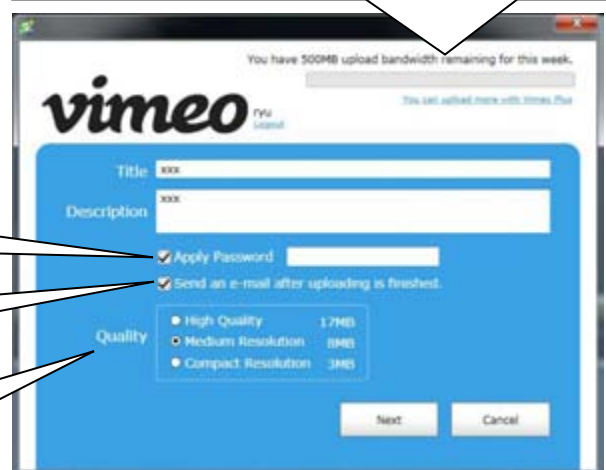 You have 500MB upload bandwidth remaining for this week.
You can upload more with Vimeo Plus
vimeo
ryu
Logout
Title xxx
Description xxx
Apply Password
Send an e-mail after uploading is finished.
Quality
High Quality 17MB
Medium Resolution 8MB
Compact Resolution 3MB
Next Cancel